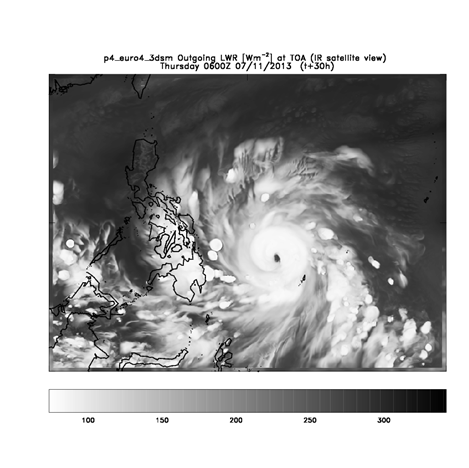 p4_euro4_3dsm Outgoing LWR [Wm⁻²] at TOA (IR satellite view)
Thursday 0600Z 07/11/2013 (t+30h)
100 150 200 250 300